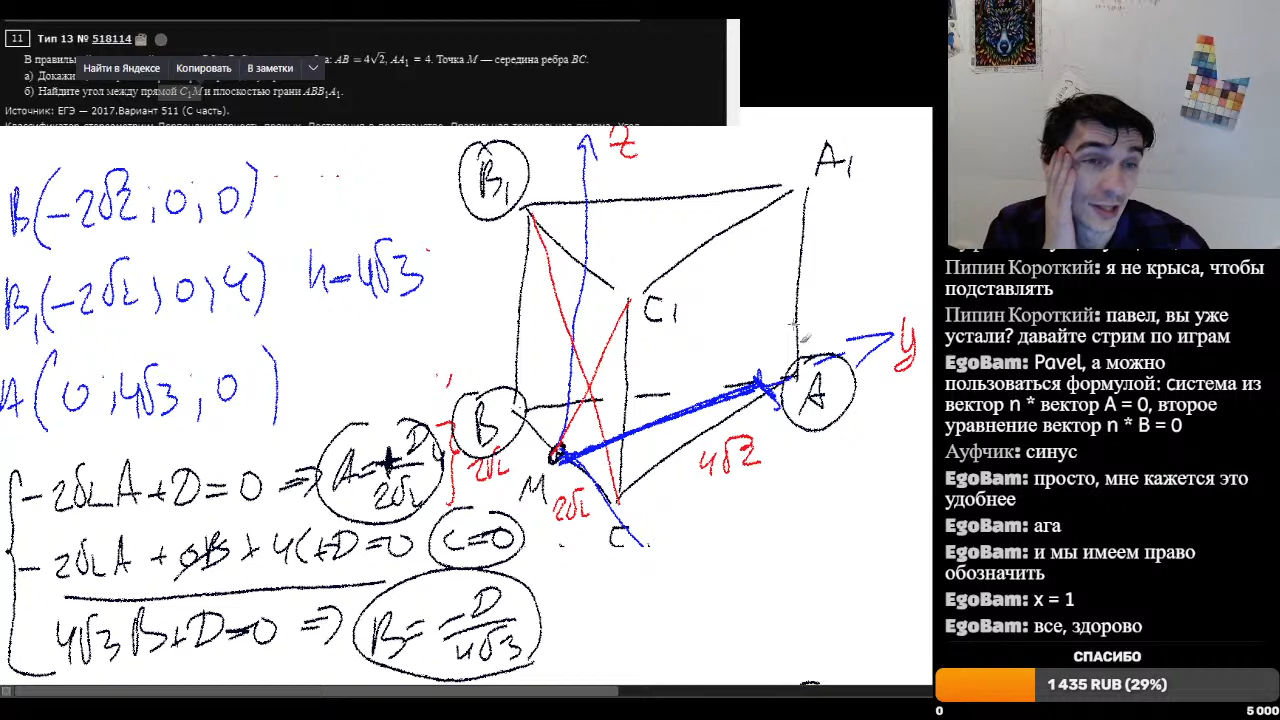 11 Тип 13 № 518114
В правиль : AB = 4√2, AA₁ = 4. Точка M — середина ребра BC.
Найти в Яндексе Копировать В заметки
а) Докажи
б) Найдите угол между прямой C₁M и плоскостью грани ABB₁A₁.
Источник: ЕГЭ — 2017.Вариант 511 (С часть).
B(-2√2; 0; 0)
B₁(-2√2; 0; 4) h=4√3
A(0; 4√3; 0)
-2√2A+D=0 => A=+D/2√2
-2√2A + 0B + 4C+D=0 C=0
4√3B+D=0 => B=-D/4√3
z
B₁
A₁
C₁
y
B
A
2√2
M
2√2
4√2
C
Пипин Короткий: я не крыса, чтобы
подставлять
Пипин Короткий: павел, вы уже
устали? давайте стрим по играм
EgoBam: Pavel, а можно
пользоваться формулой: система из
вектор n * вектор A = 0, второе
уравнение вектор n * B = 0
Ауфчик: синус
EgoBam: просто, мне кажется это
удобнее
EgoBam: ага
EgoBam: и мы имеем право
обозначить
EgoBam: x = 1
EgoBam: все, здорово
СПАСИБО
1 435 RUB (29%)
0 5 000